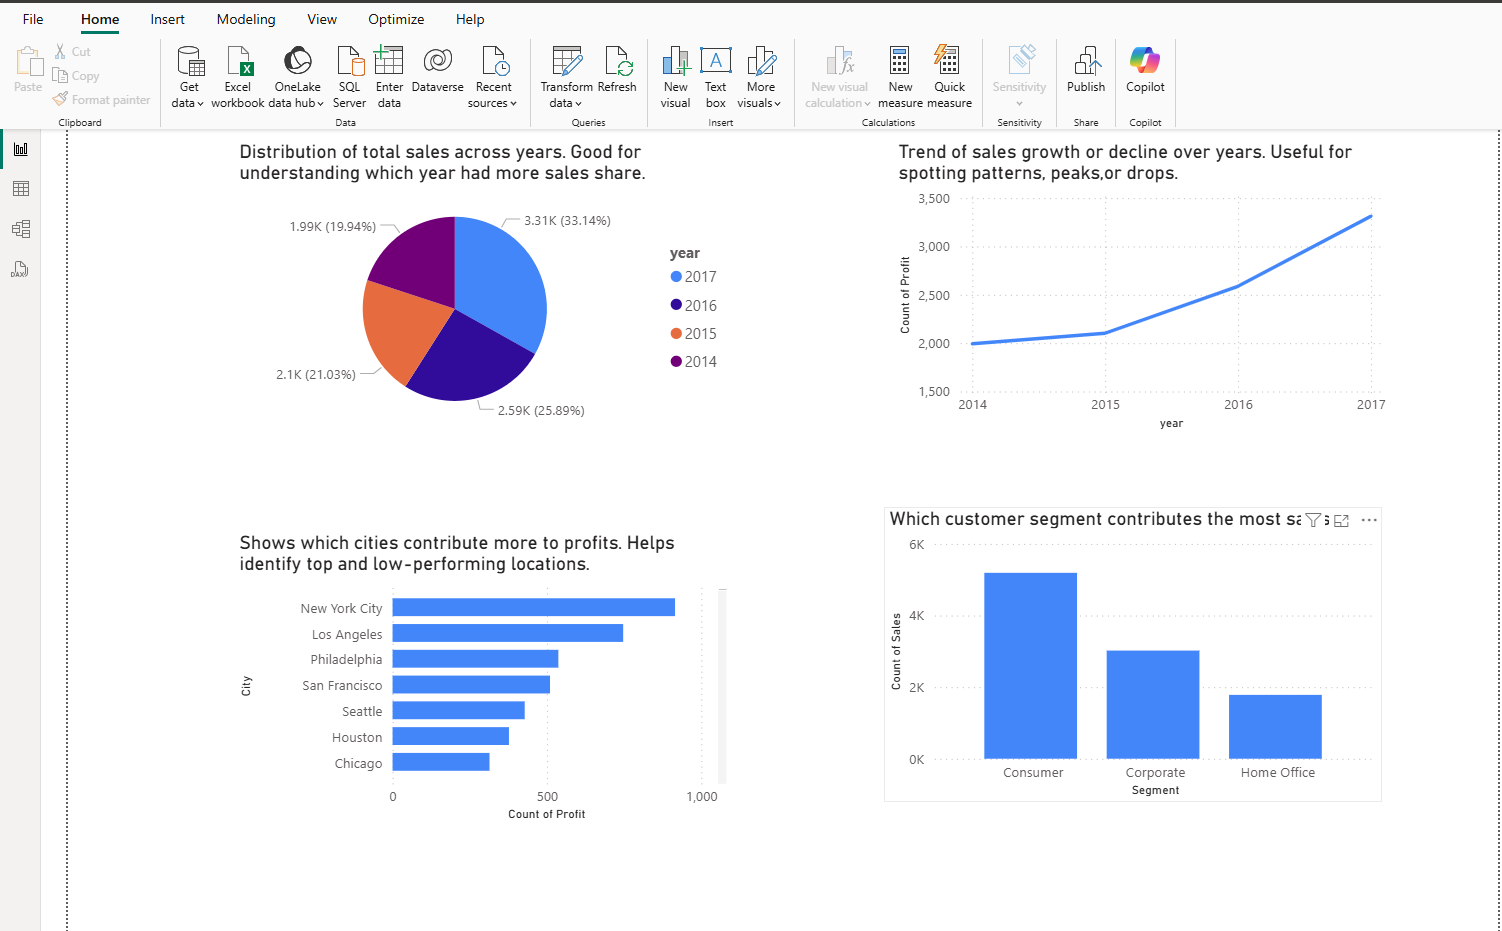 File Home Insert Modeling View Optimize Help
Paste
Cut
Copy
Format painter
Clipboard
Get data
Excel workbook
OneLake data hub
SQL Server
Enter data
Dataverse
Recent sources
Data
Transform data
Refresh
Queries
New visual
Text box
More visuals
Insert
New visual calculation
New measure
Quick measure
Calculations
Sensitivity
Sensitivity
Publish
Share
Copilot
Copilot
DAX
Distribution of total sales across years. Good for
understanding which year had more sales share.
1.99K (19.94%)
3.31K (33.14%)
2.1K (21.03%)
2.59K (25.89%)
year
2017
2016
2015
2014
Trend of sales growth or decline over years. Useful for
spotting patterns, peaks,or drops.
Count of Profit
3,500
3,000
2,500
2,000
1,500
2014 2015 2016 2017
year
Shows which cities contribute more to profits. Helps
identify top and low-performing locations.
City
New York City
Los Angeles
Philadelphia
San Francisco
Seattle
Houston
Chicago
0 500 1,000
Count of Profit
Which customer segment contributes the most
Count of Sales
6K
4K
2K
0K
Consumer Corporate Home Office
Segment